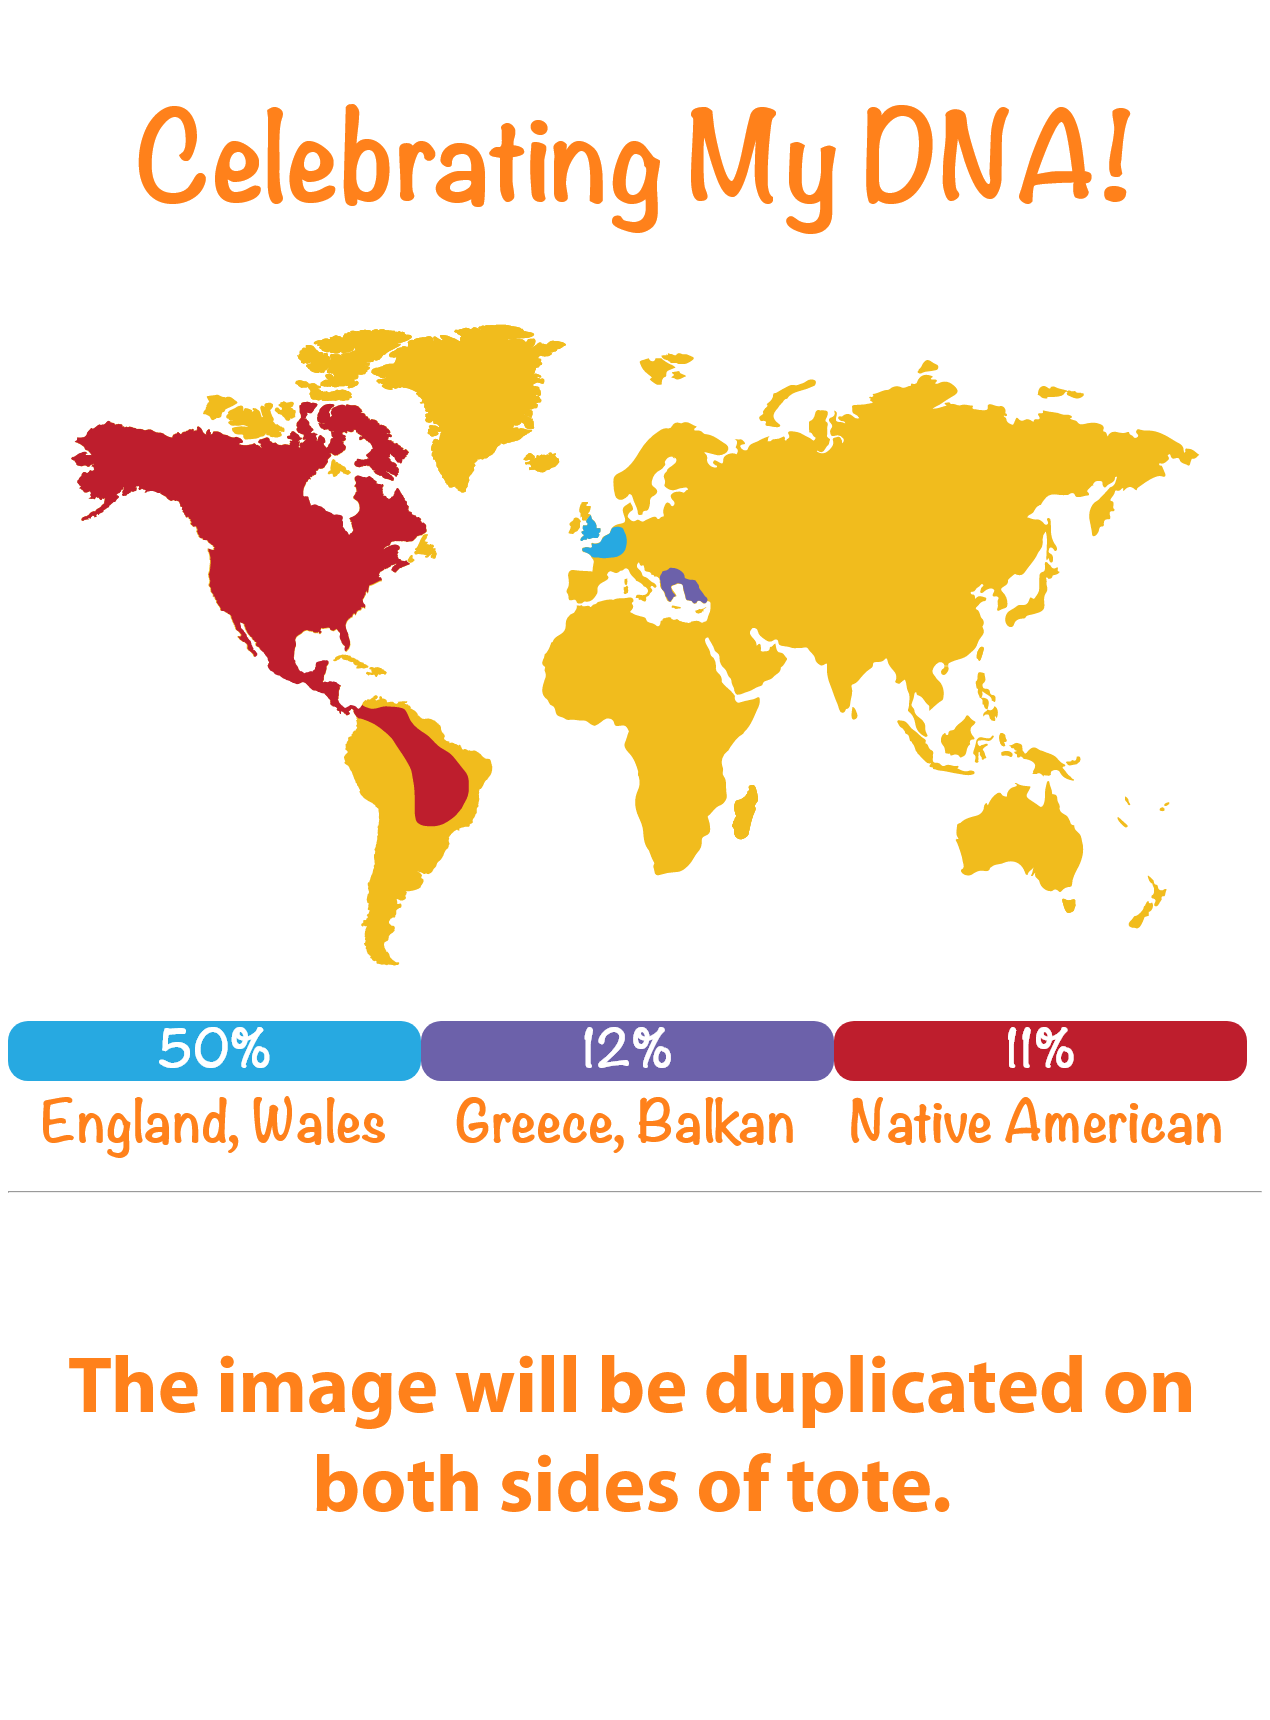 Celebrating My DNA!
50% 12% 11%
England, Wales Greece, Balkan Native American
The image will be duplicated on
both sides of tote.